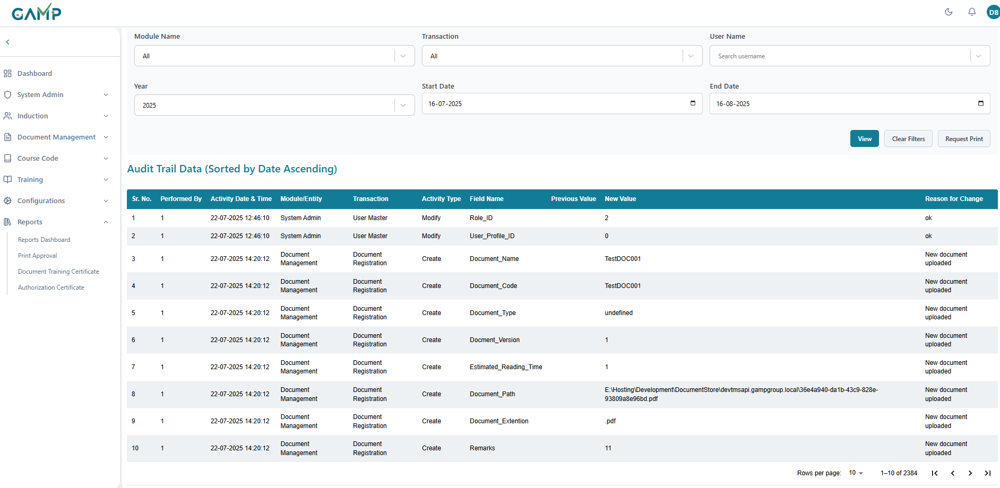 GAMP
DB
Dashboard
System Admin
Induction
Document Management
Course Code
Training
Configurations
Reports
Reports Dashboard
Print Approval
Document Training Certificate
Authorization Certificate
Module Name Transaction User Name
All All Search username
Year Start Date End Date
2025 16-07-2025 16-08-2025
View Clear Filters Request Print
Audit Trail Data (Sorted by Date Ascending)
Sr. No. Performed By Activity Date & Time Module/Entity Transaction Activity Type Field Name Previous Value New Value Reason for Change
1 1 22-07-2025 12:46:10 System Admin User Master Modify Role_ID 2 ok
2 1 22-07-2025 12:46:10 System Admin User Master Modify User_Profile_ID 0 ok
3 1 22-07-2025 14:20:12 Document Management Document Registration Create Document_Name TestDOC001 New document uploaded
4 1 22-07-2025 14:20:12 Document Management Document Registration Create Document_Code TestDOC001 New document uploaded
5 1 22-07-2025 14:20:12 Document Management Document Registration Create Document_Type undefined New document uploaded
6 1 22-07-2025 14:20:12 Document Management Document Registration Create Docment_Version 1 New document uploaded
7 1 22-07-2025 14:20:12 Document Management Document Registration Create Estimated_Reading_Time 1 New document uploaded
8 1 22-07-2025 14:20:12 Document Management Document Registration Create Document_Path E:\Hosting\Development\DocumentStore\devtmsapi.gampgroup.local\36e4a940-da1b-43c9-828e-93809a8e96bd.pdf New document uploaded
9 1 22-07-2025 14:20:12 Document Management Document Registration Create Document_Extention .pdf New document uploaded
10 1 22-07-2025 14:20:12 Document Management Document Registration Create Remarks 11 New document uploaded
Rows per page: 10 1–10 of 2384